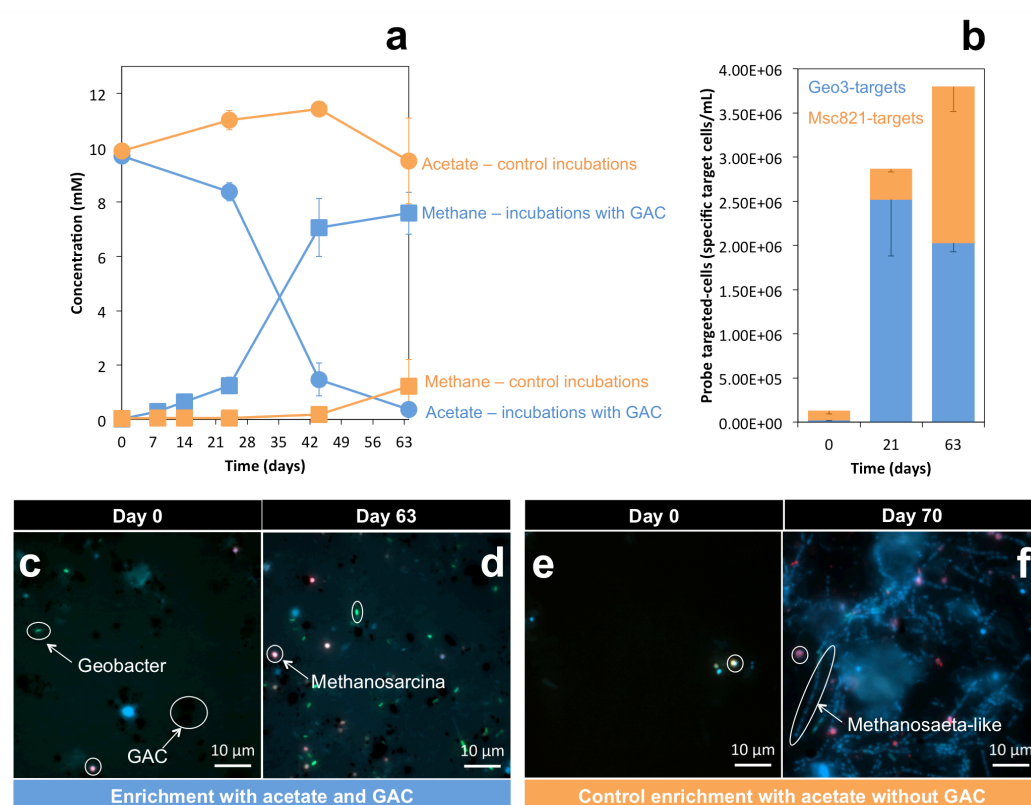 a
Concentration (mM)
12
10
8
6
4
2
0
0 7 14 21 28 35 42 49 56 63
Time (days)
Acetate – control incubations
Methane – incubations with GAC
Methane – control incubations
Acetate – incubations with GAC
b
Probe targeted-cells (specific target cells/mL)
4.00E+06
3.50E+06
3.00E+06
2.50E+06
2.00E+06
1.50E+06
1.00E+06
5.00E+05
0.00E+00
Geo3-targets
Msc821-targets
0 21 63
Time (days)
Day 0
Day 63
c
d
Geobacter
GAC
Methanosarcina
10 µm
10 µm
Enrichment with acetate and GAC
Day 0
Day 70
e
f
Methanosaeta-like
10 µm
10 µm
Control enrichment with acetate without GAC